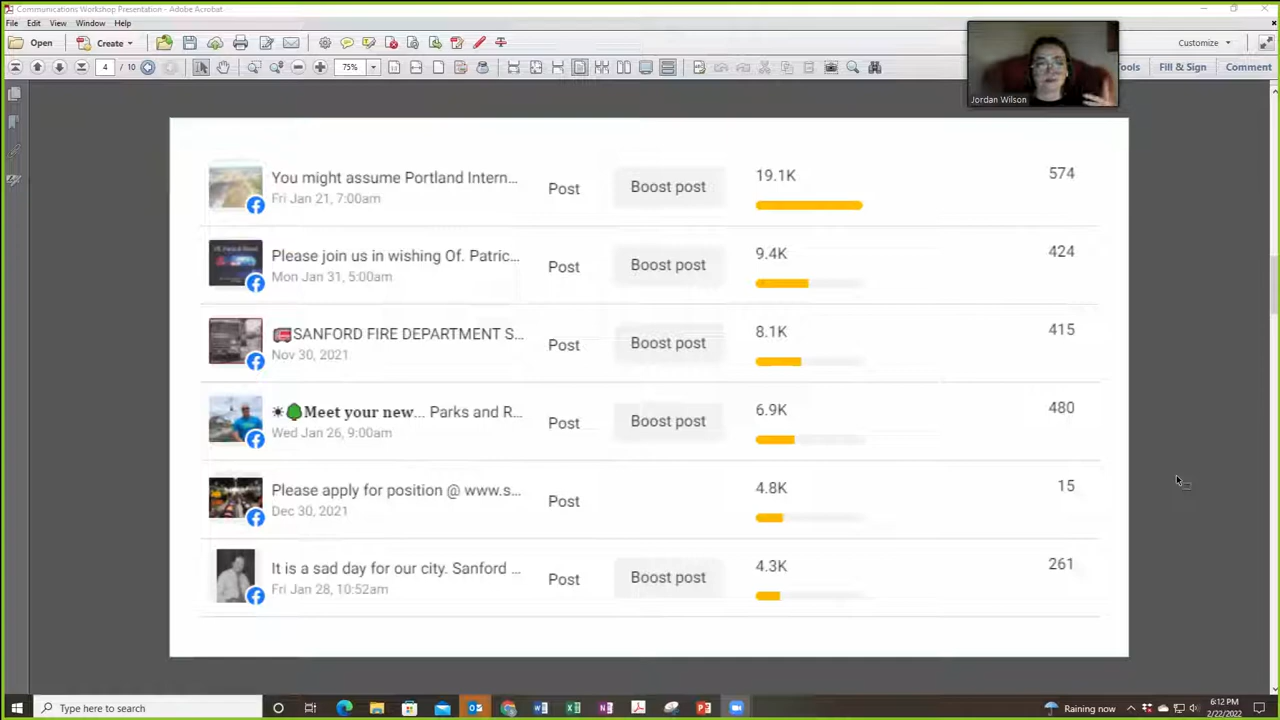 Communications Workshop Presentation - Adobe Acrobat
File Edit View Window Help
Open Create Customize
4 / 10 75% Tools Fill & Sign Comment
Jordan Wilson
You might assume Portland Intern... Post Boost post 19.1K 574
Fri Jan 21, 7:00am
Please join us in wishing Of. Patric... Post Boost post 9.4K 424
Mon Jan 31, 5:00am
SANFORD FIRE DEPARTMENT S... Post Boost post 8.1K 415
Nov 30, 2021
Meet your new... Parks and R... Post Boost post 6.9K 480
Wed Jan 26, 9:00am
Please apply for position @ www.s... Post 4.8K 15
Dec 30, 2021
It is a sad day for our city. Sanford ... Post Boost post 4.3K 261
Fri Jan 28, 10:52am
Type here to search Raining now 6:12 PM
2/22/2022